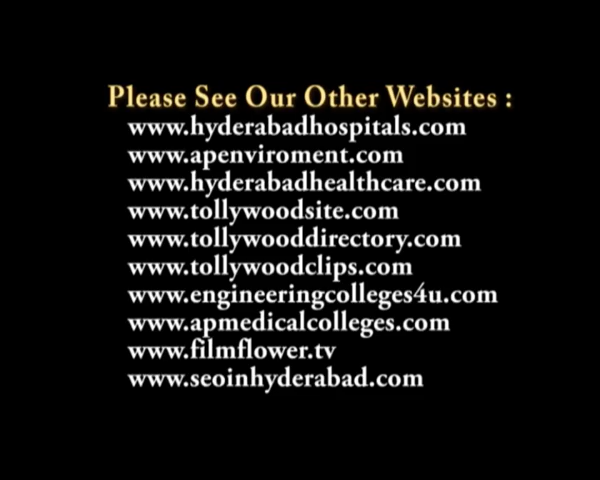 Please See Our Other Websites :
www.hyderabadhospitals.com
www.apenviroment.com
www.hyderabadhealthcare.com
www.tollywoodsite.com
www.tollywooddirectory.com
www.tollywoodclips.com
www.engineeringcolleges4u.com
www.apmedicalcolleges.com
www.filmflower.tv
www.seoinhyderabad.com